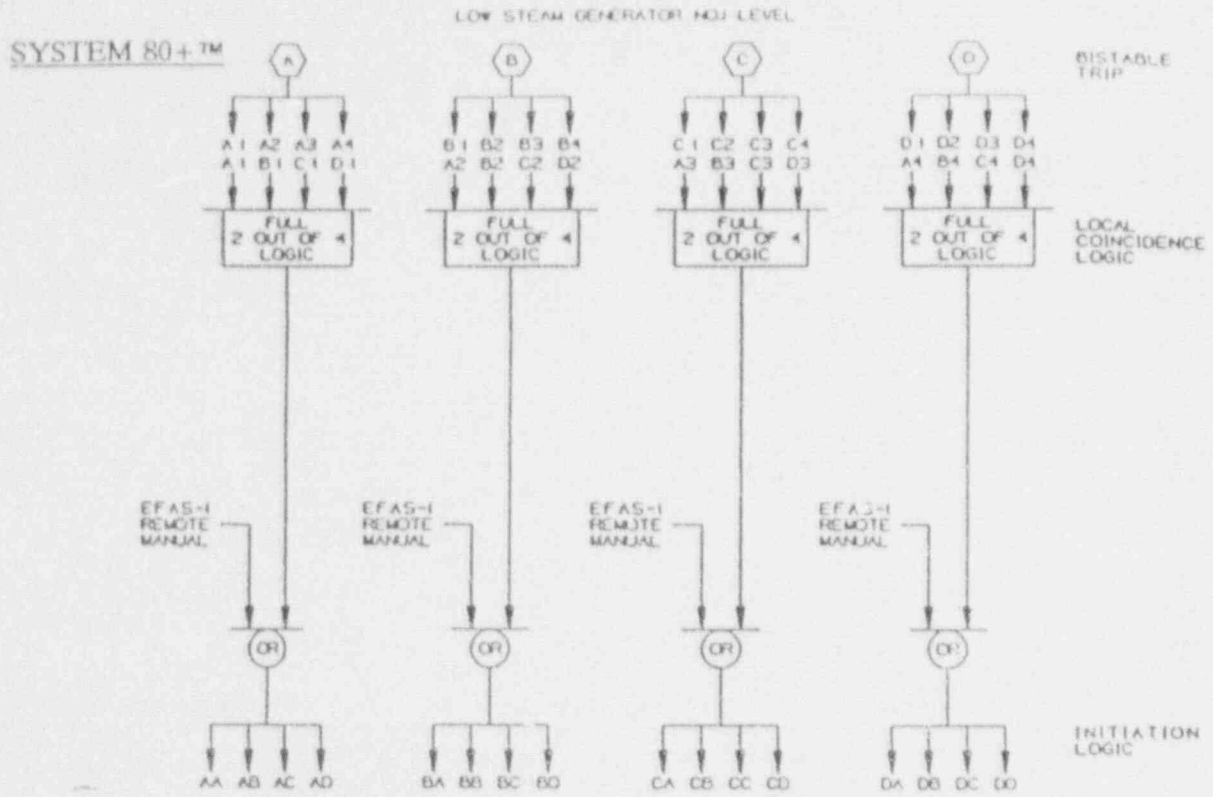 LOW STEAM GENERATOR NO.1 LEVEL
SYSTEM 80+™
A B C D
BISTABLE
TRIP
A1 A2 A3 A4 B1 B2 B3 B4 C1 C2 C3 C4 D1 D2 D3 D4
A1 B1 C1 D1 A2 B2 C2 D2 A3 B3 C3 D3 A4 B4 C4 D4
FULL FULL FULL FULL
2 OUT OF 4 2 OUT OF 4 2 OUT OF 4 2 OUT OF 4
LOGIC LOGIC LOGIC LOGIC
LOCAL
COINCIDENCE
LOGIC
EFAS-1 EFAS-1 EFAS-1 EFAS-1
REMOTE REMOTE REMOTE REMOTE
MANUAL MANUAL MANUAL MANUAL
OR OR OR OR
INITIATION
LOGIC
AA AB AC AD BA BB BC BD CA CB CC CD DA DB DC DD